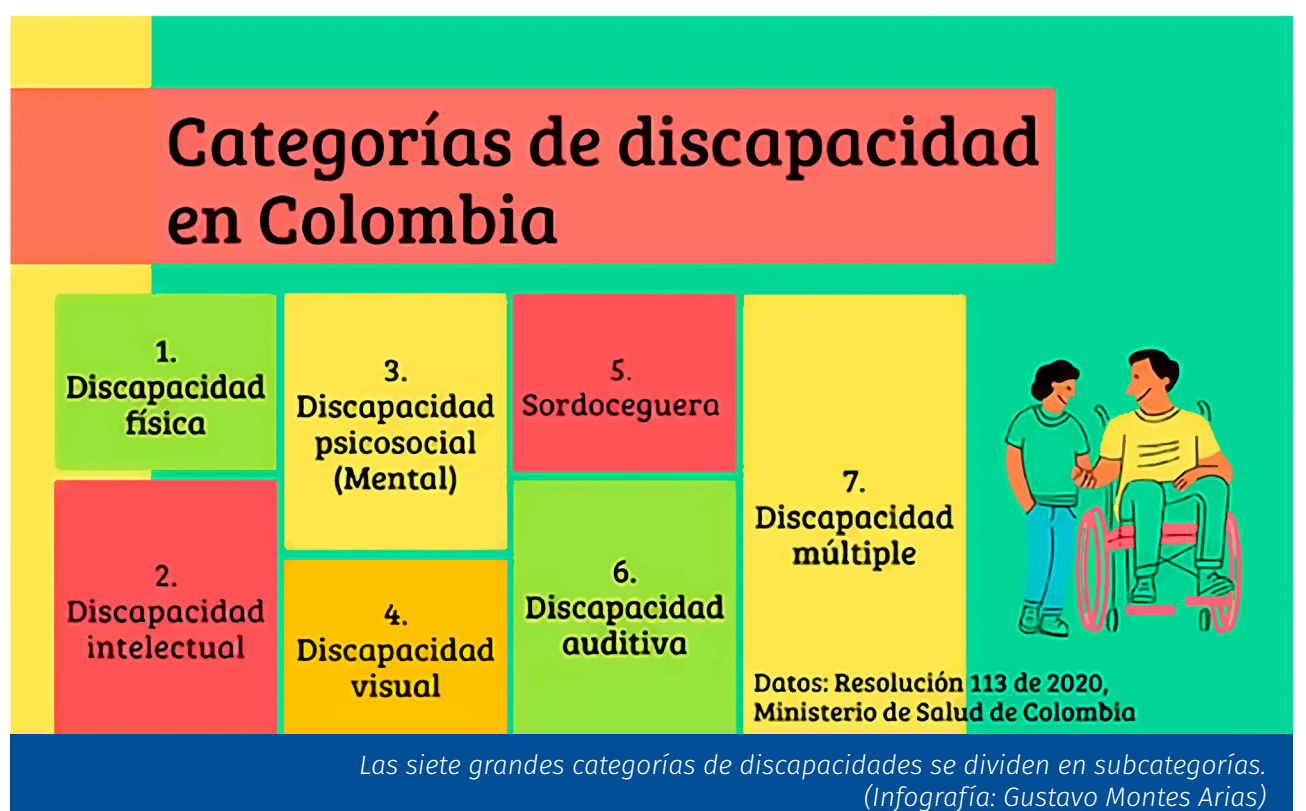 Categorías de discapacidad
en Colombia
1.
Discapacidad
física
2.
Discapacidad
intelectual
3.
Discapacidad
psicosocial
(Mental)
4.
Discapacidad
visual
5.
Sordoceguera
6.
Discapacidad
auditiva
7.
Discapacidad
múltiple
Datos: Resolución 113 de 2020,
Ministerio de Salud de Colombia
Las siete grandes categorías de discapacidades se dividen en subcategorías.
(Infografía: Gustavo Montes Arias)